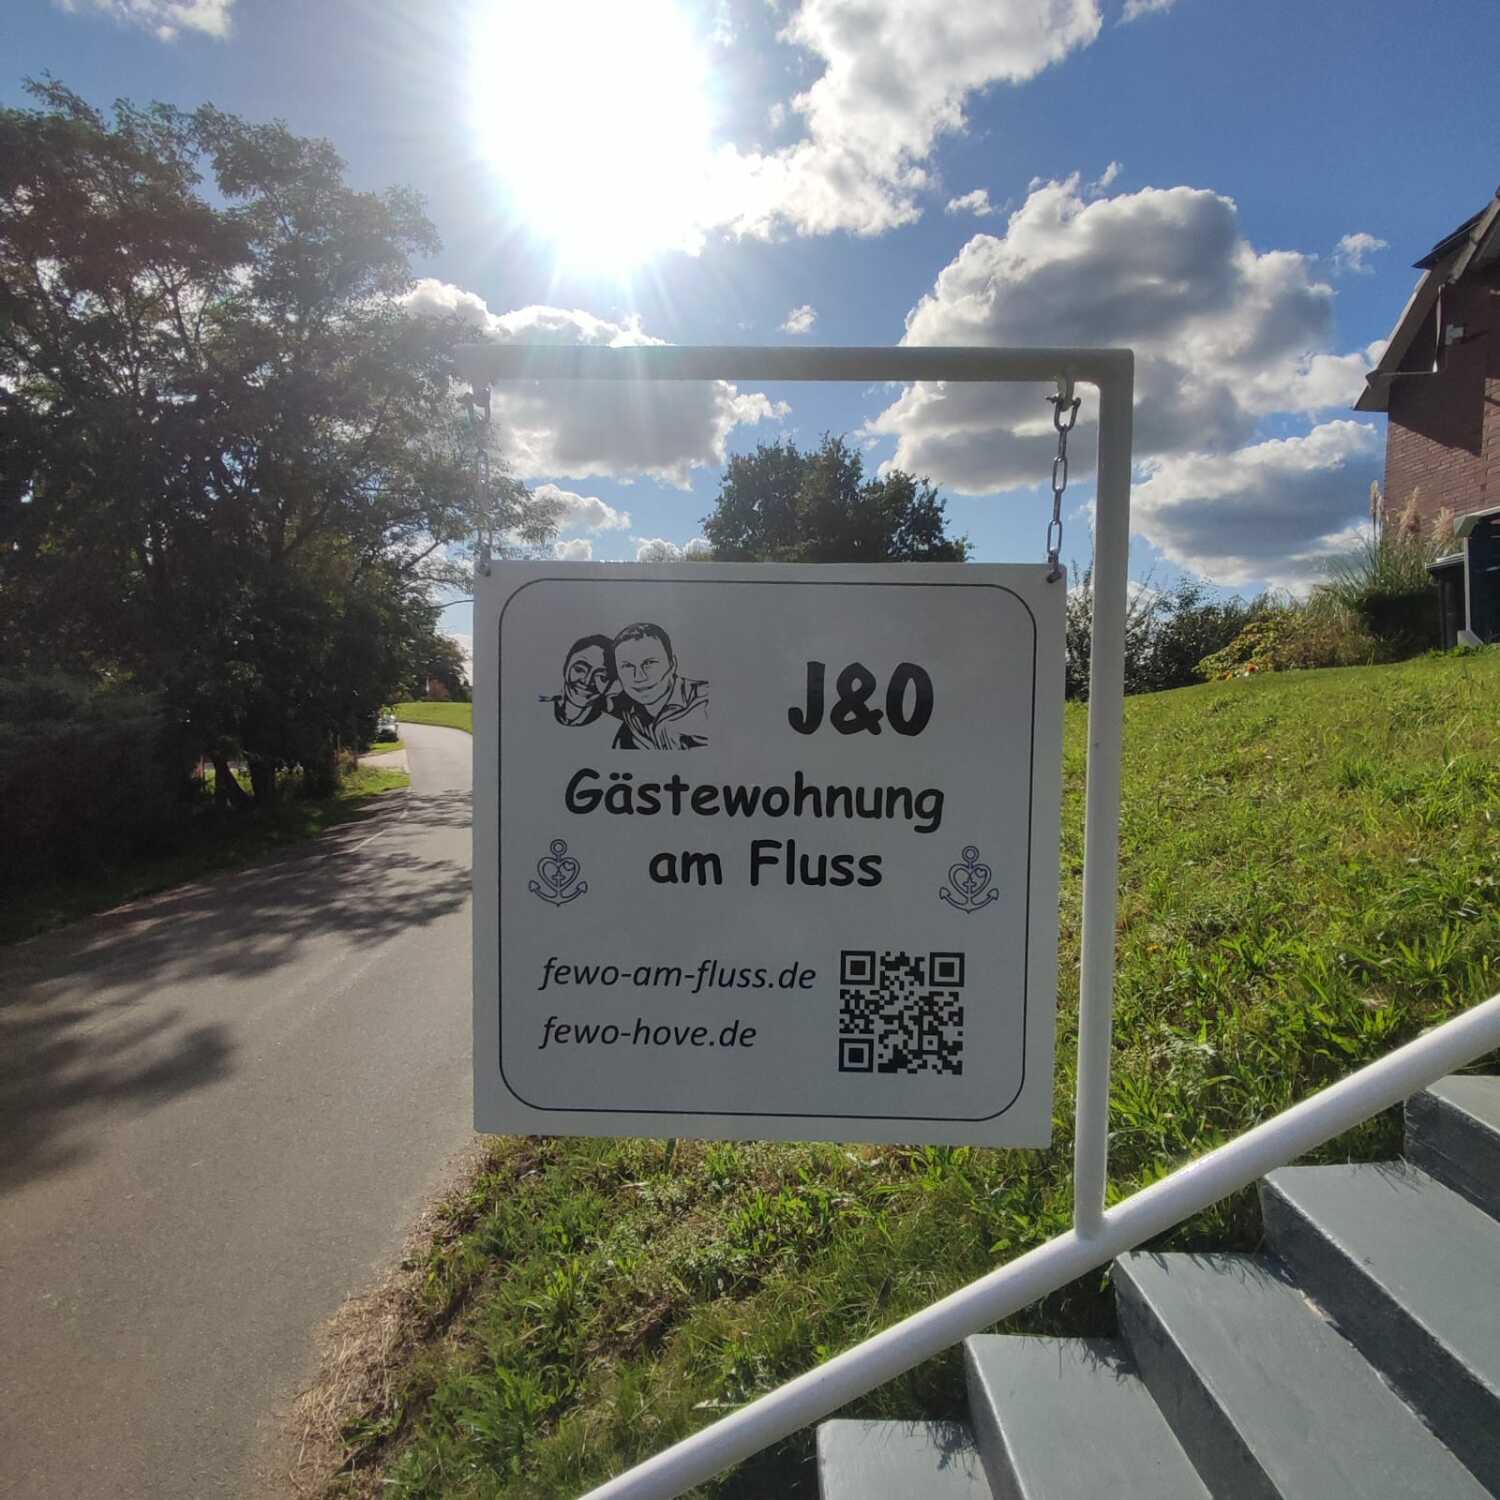 J&O
Gästewohnung
am Fluss
fewo-am-fluss.de
fewo-hove.de